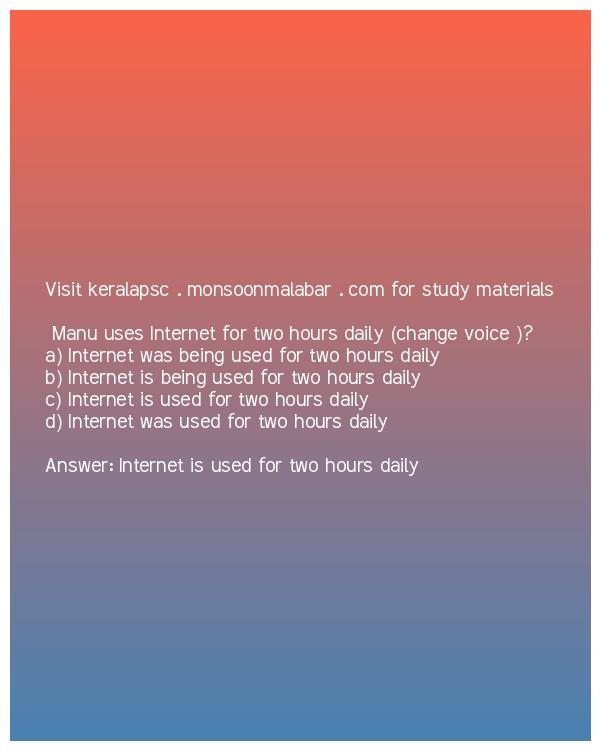 Visit keralapsc . monsoonmalabar . com for study materials
Manu uses Internet for two hours daily (change voice )?
a) Internet was being used for two hours daily
b) Internet is being used for two hours daily
c) Internet is used for two hours daily
d) Internet was used for two hours daily
Answer: Internet is used for two hours daily